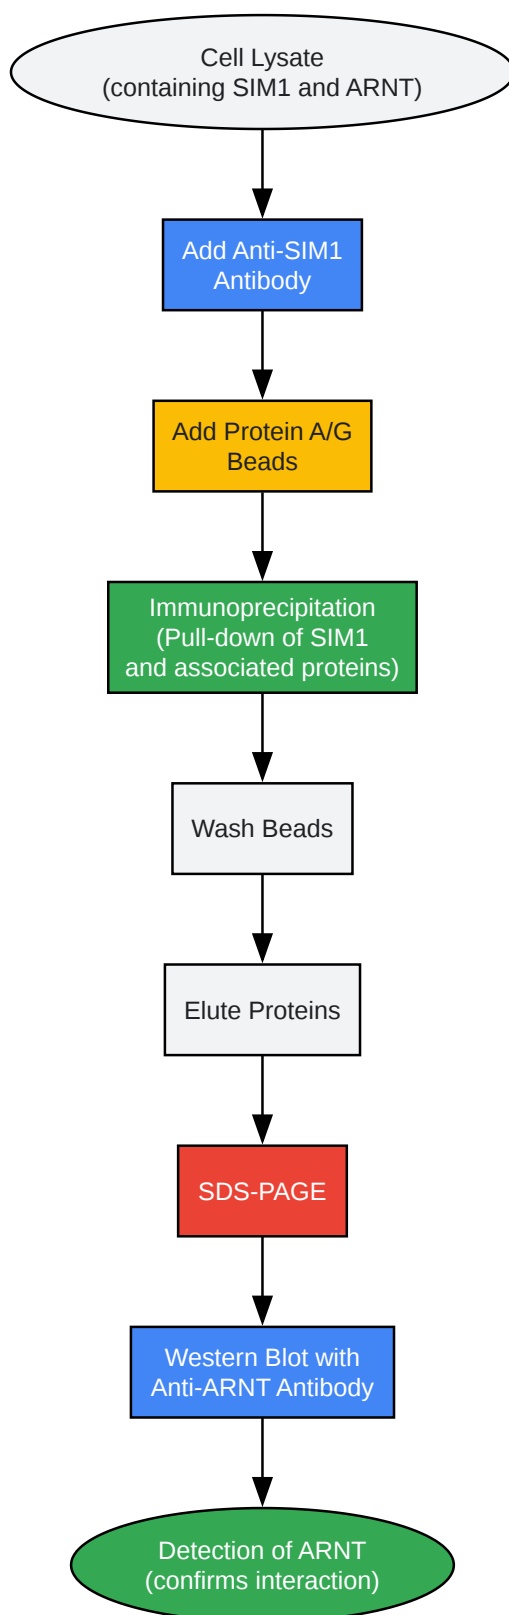 Cell Lysate
(containing SIM1 and ARNT)
Add Anti-SIM1
Antibody
Add Protein A/G
Beads
Immunoprecipitation
(Pull-down of SIM1
and associated proteins)
Wash Beads
Elute Proteins
SDS-PAGE
Western Blot with
Anti-ARNT Antibody
Detection of ARNT
(confirms interaction)